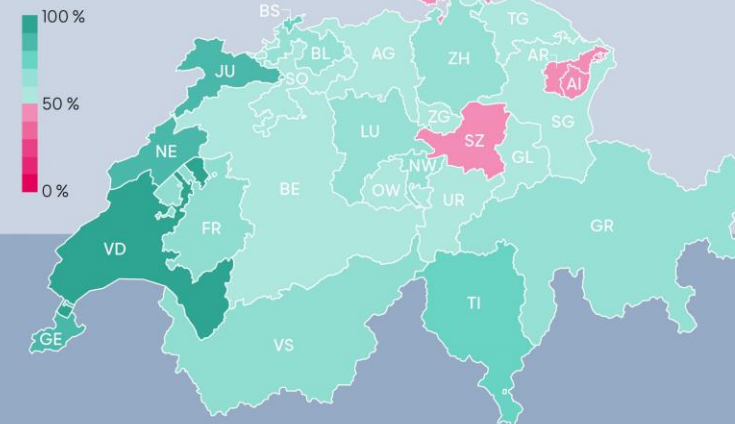 100 %
50 %
0 %
BS
TG
BL
AG
ZH
AR
JU
SO
AI
ZG
LU
SZ
SG
NE
NW
GL
OW
BE
UR
FR
GR
VD
TI
GE
VS